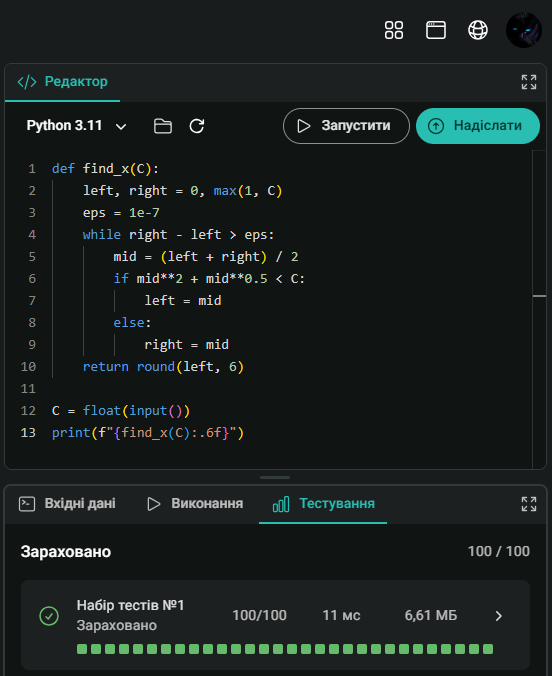 </> Редактор
Python 3.11
Запустити
Надіслати
1 def find_x(C):
2     left, right = 0, max(1, C)
3     eps = 1e-7
4     while right - left > eps:
5         mid = (left + right) / 2
6         if mid**2 + mid**0.5 < C:
7             left = mid
8         else:
9             right = mid
10     return round(left, 6)
11
12 C = float(input())
13 print(f"{find_x(C):.6f}")
Вхідні дані
Виконання
Тестування
Зараховано
100 / 100
Набір тестів №1
Зараховано
100/100
11 мс
6,61 МБ